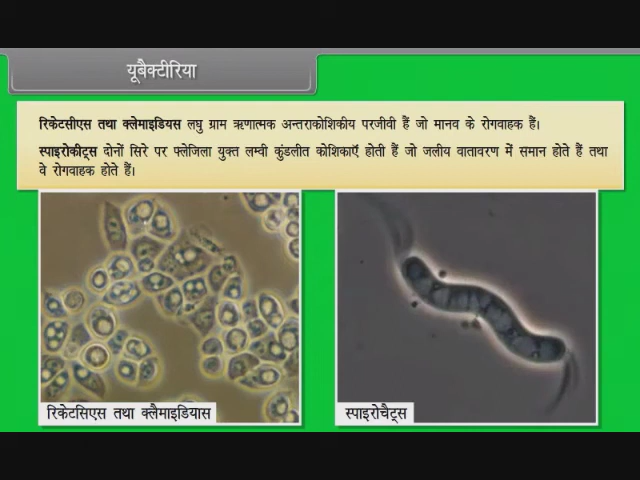 यूबैक्टीरिया
रिकेटसीएस तथा क्लेमाइडियस लघु ग्राम ऋणात्मक अन्तराकोशिकीय परजीवी हैं जो मानव के रोगवाहक हैं।
स्पाइरोकीट्स दोनों सिरे पर फ्लेजिला युक्त लम्वी कुंडलीत कोशिकाएँ होती हैं जो जलीय वातावरण में समान होते हैं तथा
वे रोगवाहक होते हैं।
रिकेटसिएस तथा क्लैमाइडियास
स्पाइरोचैट्स